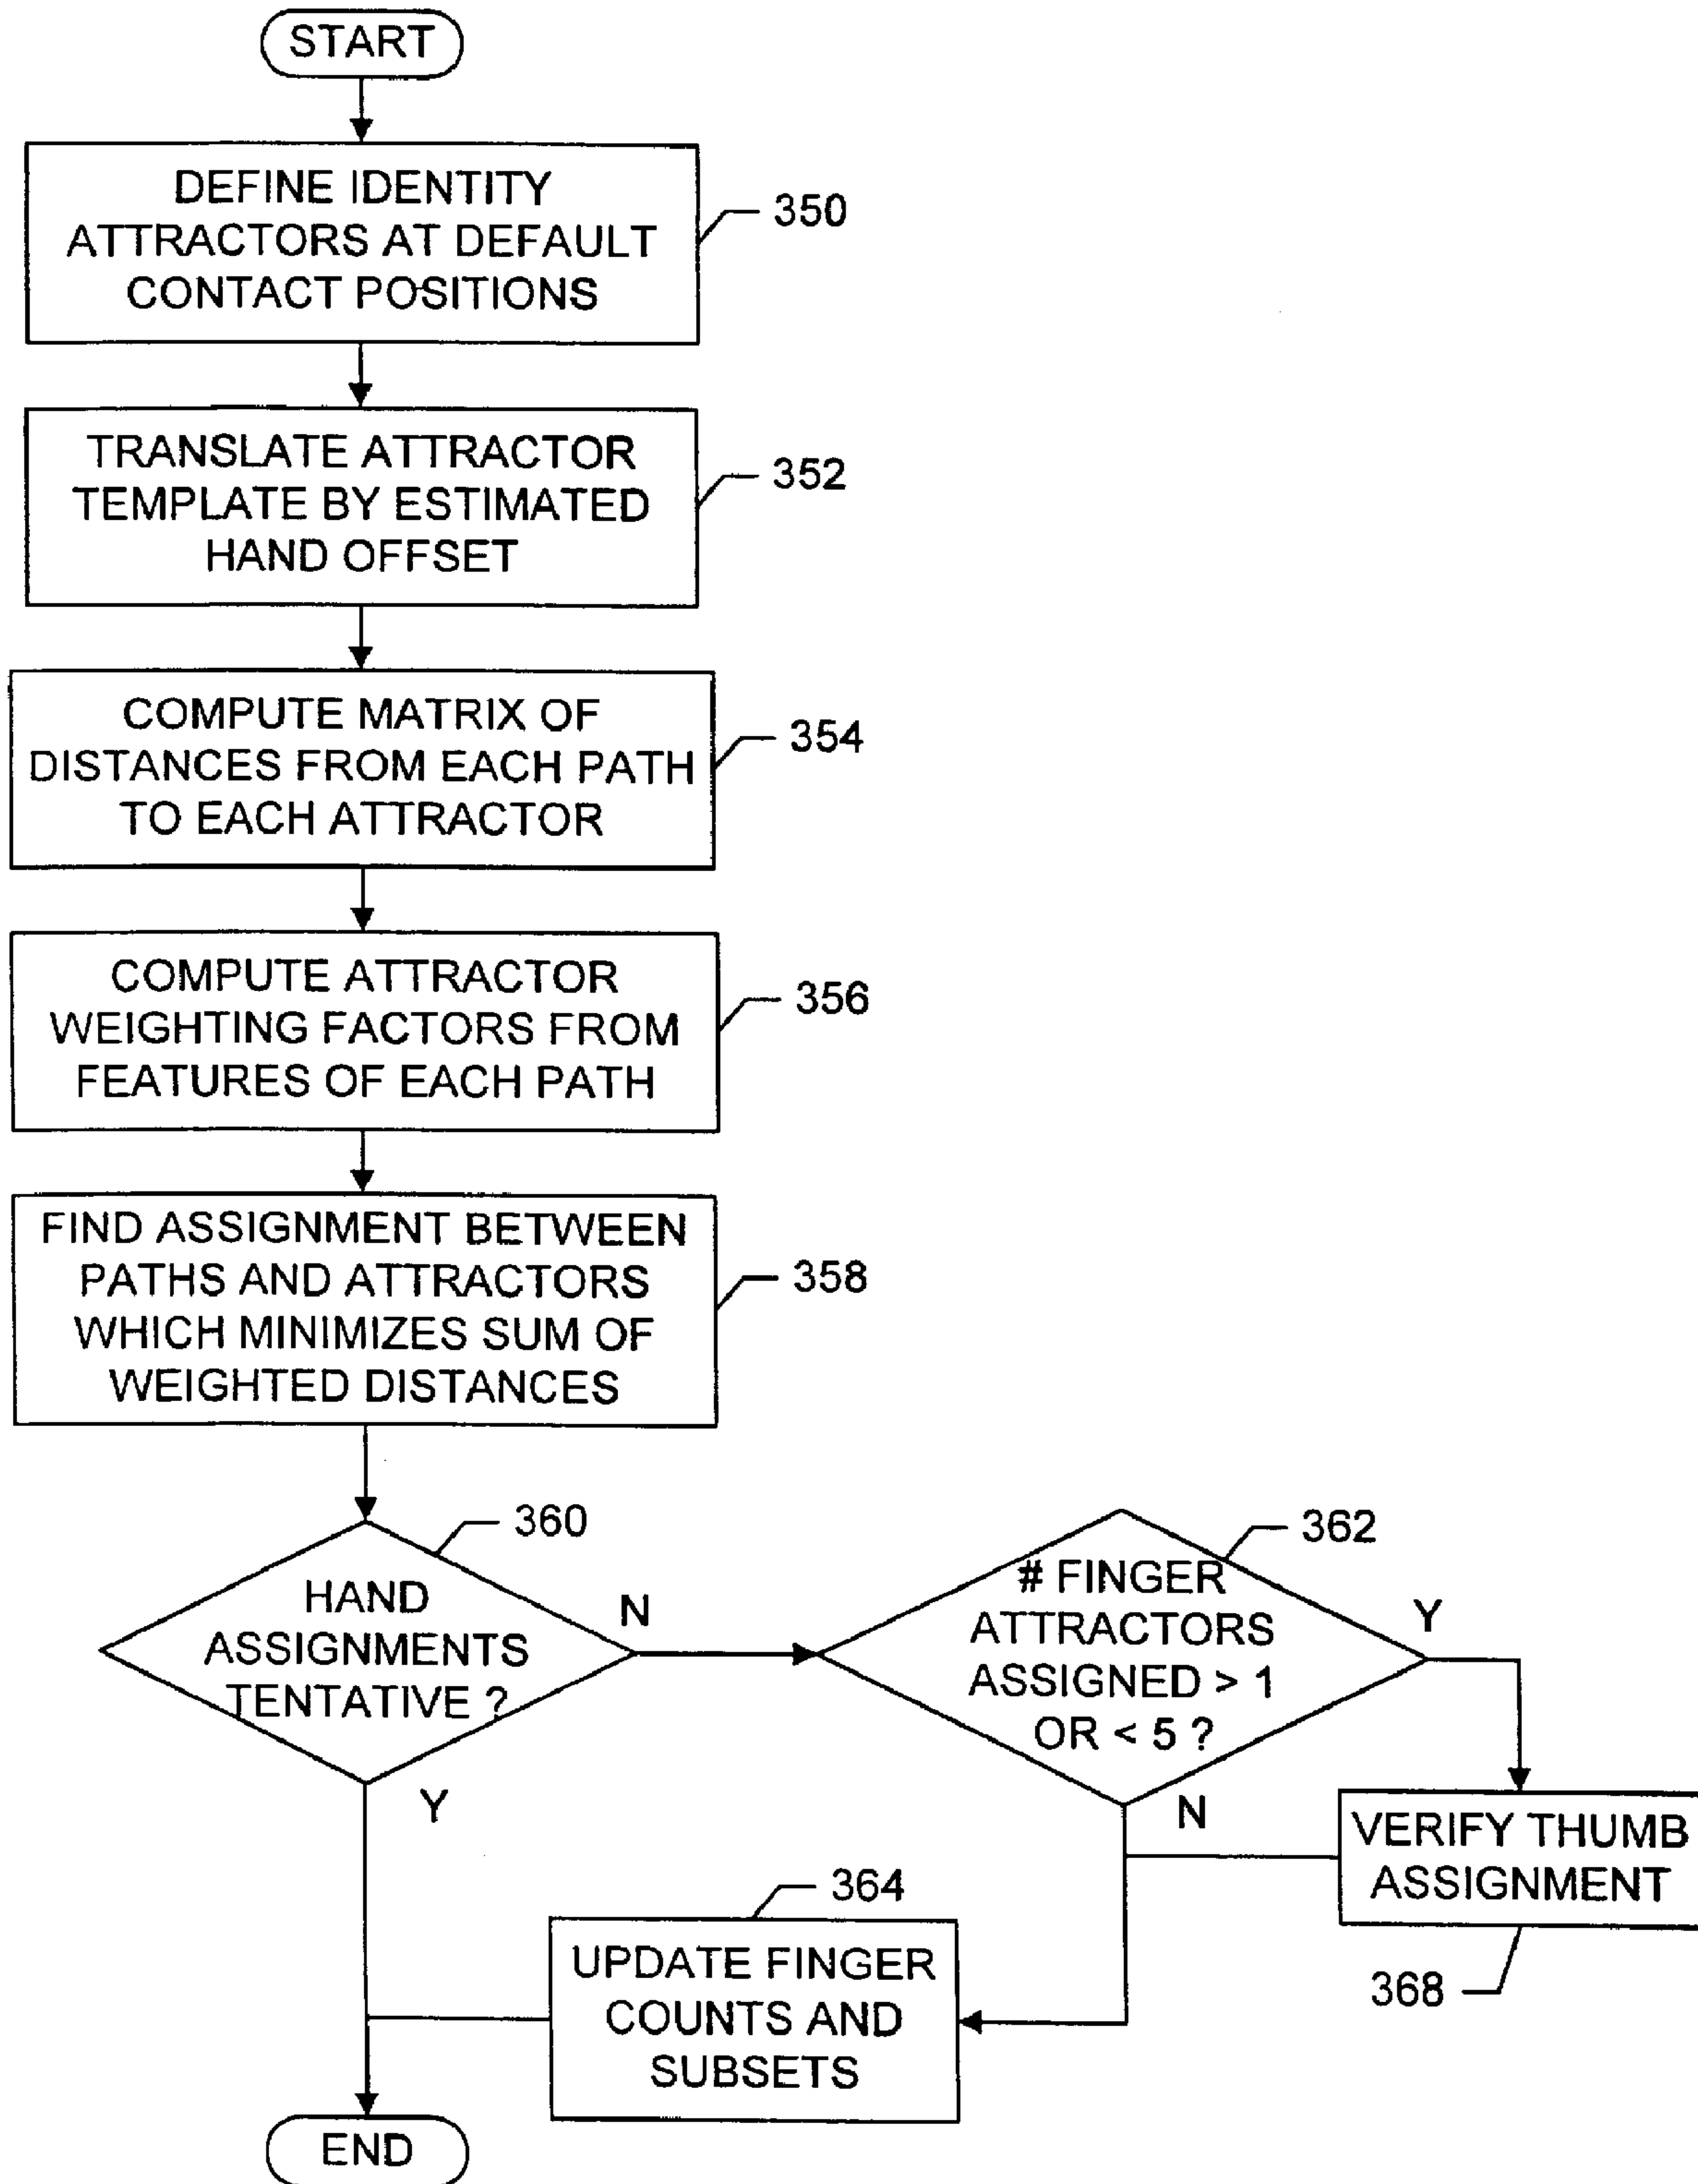 START
DEFINE IDENTITY
ATTRACTORS AT DEFAULT
CONTACT POSITIONS
350
TRANSLATE ATTRACTOR
TEMPLATE BY ESTIMATED
HAND OFFSET
352
COMPUTE MATRIX OF
DISTANCES FROM EACH PATH
TO EACH ATTRACTOR
354
COMPUTE ATTRACTOR
WEIGHTING FACTORS FROM
FEATURES OF EACH PATH
356
FIND ASSIGNMENT BETWEEN
PATHS AND ATTRACTORS
WHICH MINIMIZES SUM OF
WEIGHTED DISTANCES
358
360
HAND
ASSIGNMENTS
TENTATIVE ?
N
Y
362
# FINGER
ATTRACTORS
ASSIGNED > 1
OR < 5 ?
Y
N
VERIFY THUMB
ASSIGNMENT
368
364
UPDATE FINGER
COUNTS AND
SUBSETS
END